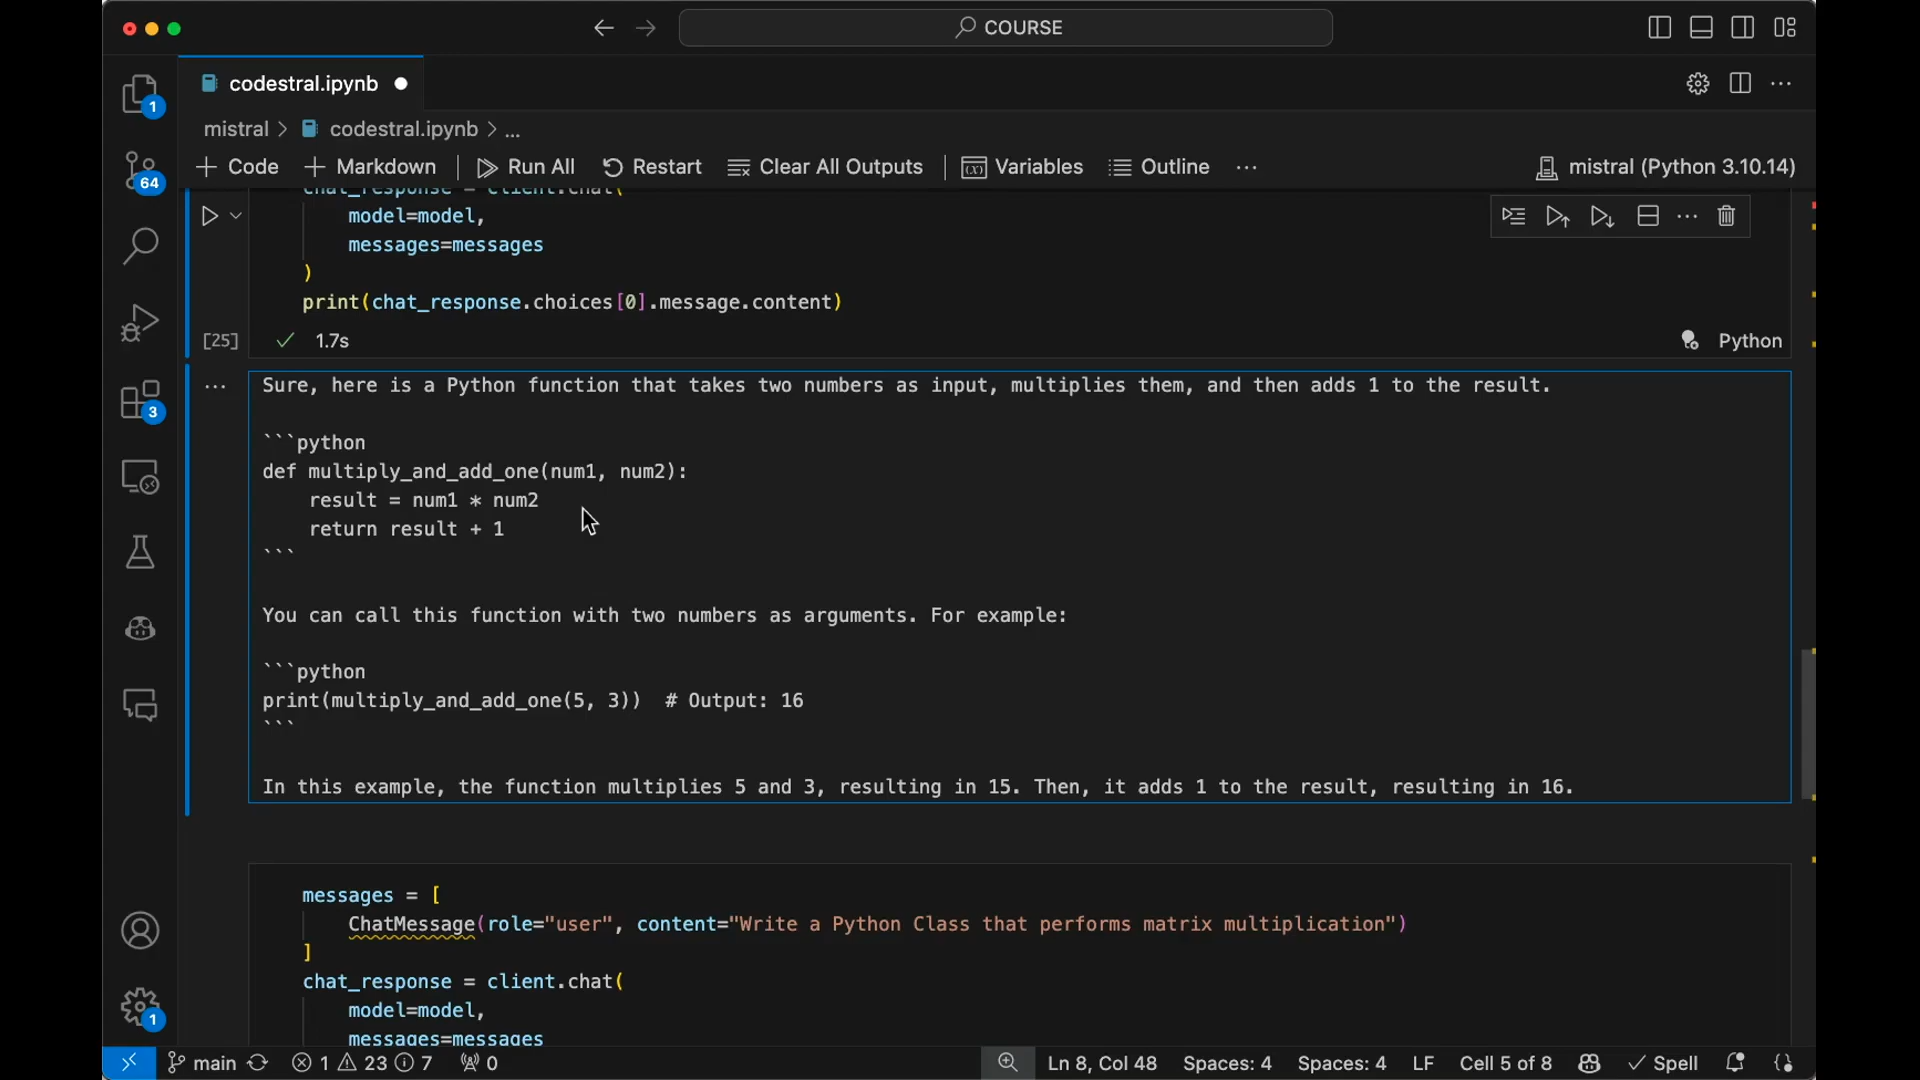 COURSE
codestral.ipynb
mistral > codestral.ipynb > ...
+ Code + Markdown Run All Restart Clear All Outputs Variables Outline ... mistral (Python 3.10.14)
1
64
3
1
chat_response = client.chat(
model=model,
messages=messages
)
print(chat_response.choices[0].message.content)
[25] 1.7s Python
Sure, here is a Python function that takes two numbers as input, multiplies them, and then adds 1 to the result.
```python
def multiply_and_add_one(num1, num2):
    result = num1 * num2
    return result + 1
```
You can call this function with two numbers as arguments. For example:
```python
print(multiply_and_add_one(5, 3))  # Output: 16
```
In this example, the function multiplies 5 and 3, resulting in 15. Then, it adds 1 to the result, resulting in 16.
messages = [
    ChatMessage(role="user", content="Write a Python Class that performs matrix multiplication")
]
chat_response = client.chat(
    model=model,
    messages=messages
main 1 23 7 0 Ln 8, Col 48 Spaces: 4 Spaces: 4 LF Cell 5 of 8 Spell